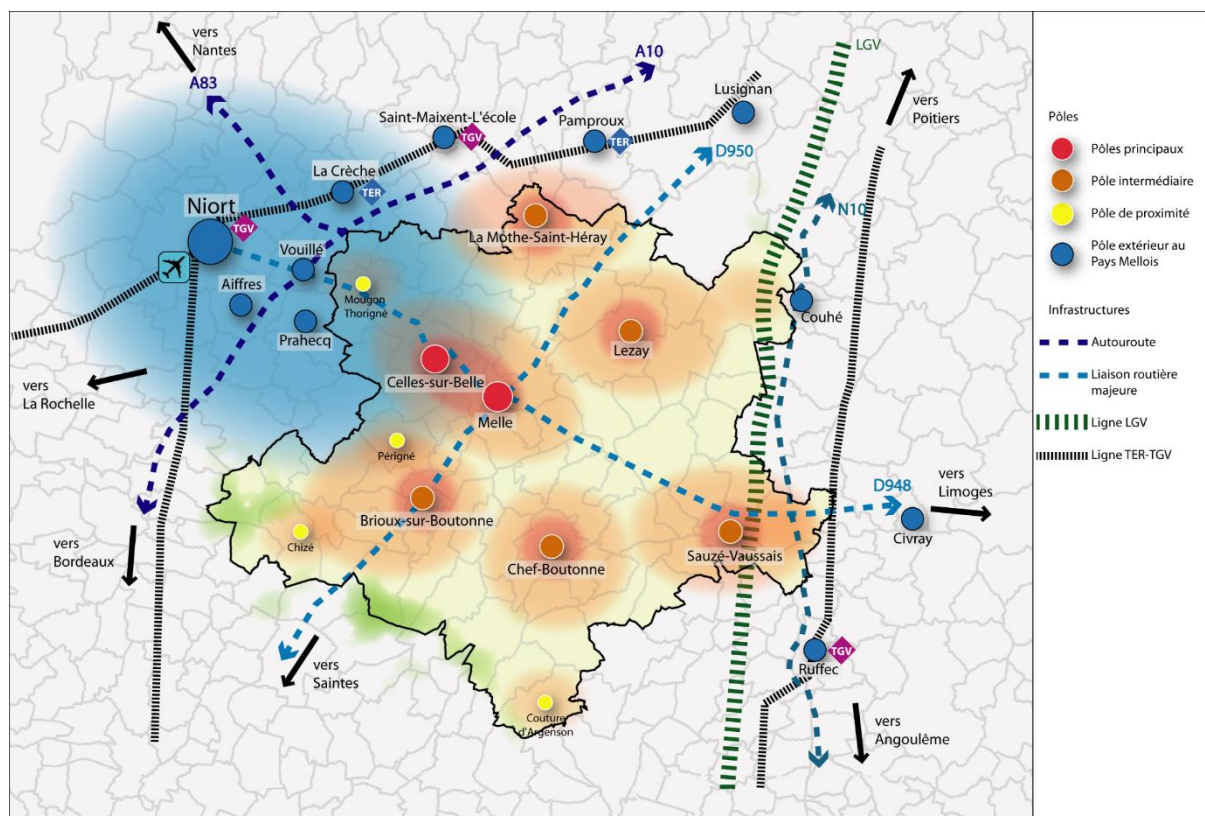 vers
Nantes
A83
A10
LGV
Lusignan
vers
Poitiers
Saint-Maixent-L'école
TGV
Pamproux
TER
D950
La Crèche
TER
N10
Niort
TGV
La Mothe-Saint-Héray
Vouillé
Aiffres
Mougon
Thorigné
Couhé
Prahecq
Lezay
Celles-sur-Belle
vers
La Rochelle
Melle
Périgné
D948
vers
Limoges
Brioux-sur-Boutonne
Chizé
Sauzé-Vaussais
Civray
vers
Bordeaux
Chef-Boutonne
vers
Saintes
Ruffec
TGV
Couture
d'Argenson
vers
Angoulême
Pôles
Pôles principaux
Pôle intermédiaire
Pôle de proximité
Pôle extérieur au
Pays Mellois
Infrastructures
Autouroute
Liaison routière
majeure
Ligne LGV
Ligne TER-TGV